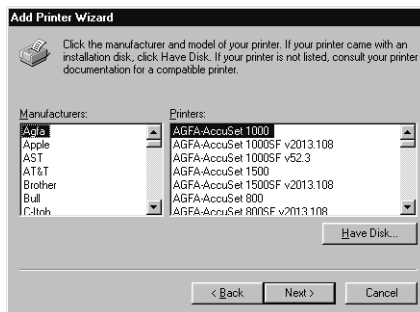 Add Printer Wizard
Click the manufacturer and model of your printer. If your printer came with an
installation disk, click Have Disk. If your printer is not listed, consult your printer
documentation for a compatible printer.
Manufacturers:
Agfa
Apple
AST
AT&T
Brother
Bull
C-Itoh
Printers:
AGFA-AccuSet 1000
AGFA-AccuSet 1000SF v2013.108
AGFA-AccuSet 1000SF v52.3
AGFA-AccuSet 1500
AGFA-AccuSet 1500SF v2013.108
AGFA-AccuSet 800
AGFA-AccuSet 800SF v2013.108
Have Disk...
< Back
Next >
Cancel